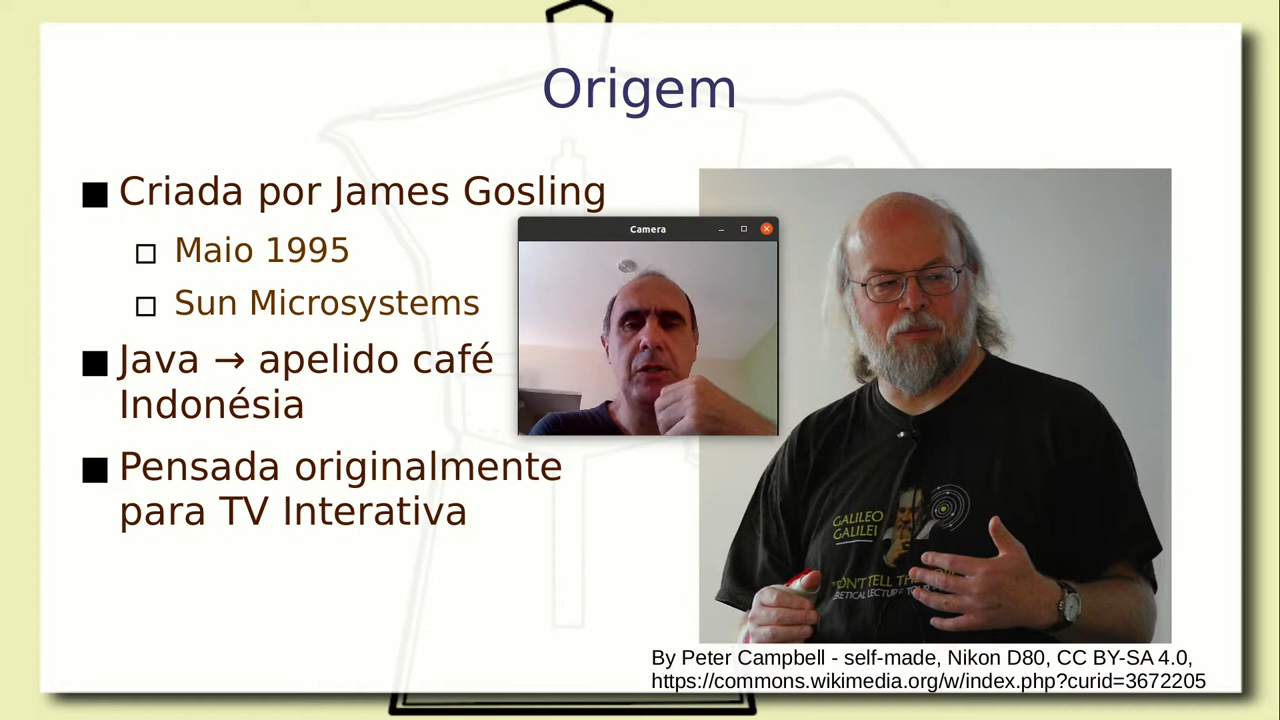 Origem
Criada por James Gosling
Maio 1995
Sun Microsystems
Java → apelido café
Indonésia
Pensada originalmente
para TV Interativa
Camera
GALILEO
GALILEI
By Peter Campbell - self-made, Nikon D80, CC BY-SA 4.0,
https://commons.wikimedia.org/w/index.php?curid=3672205